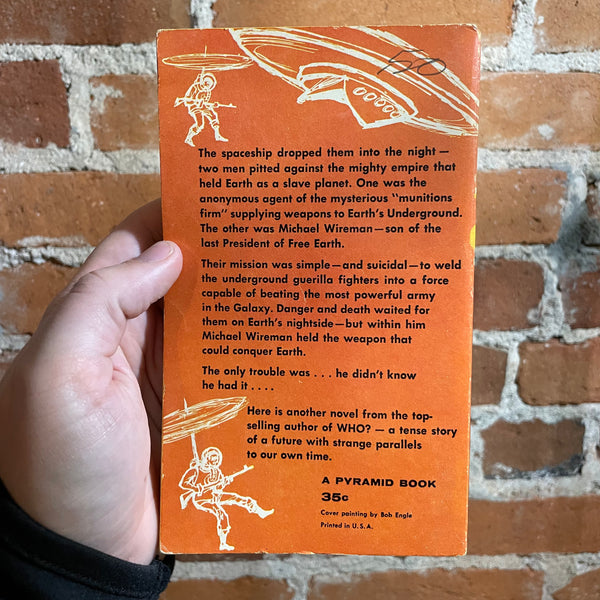 50
The spaceship dropped them into the night —
two men pitted against the mighty empire that
held Earth as a slave planet. One was the
anonymous agent of the mysterious "munitions
firm" supplying weapons to Earth's Underground.
The other was Michael Wireman — son of the
last President of Free Earth.
Their mission was simple — and suicidal — to weld
the underground guerilla fighters into a force
capable of beating the most powerful army
in the Galaxy. Danger and death waited for
them on Earth's nightside — but within him
Michael Wireman held the weapon that
could conquer Earth.
The only trouble was . . . he didn't know
he had it . . . .
Here is another novel from the top-
selling author of WHO? — a tense story
of a future with strange parallels
to our own time.
A PYRAMID BOOK
35c
Cover painting by Bob Engle
Printed in U.S.A.